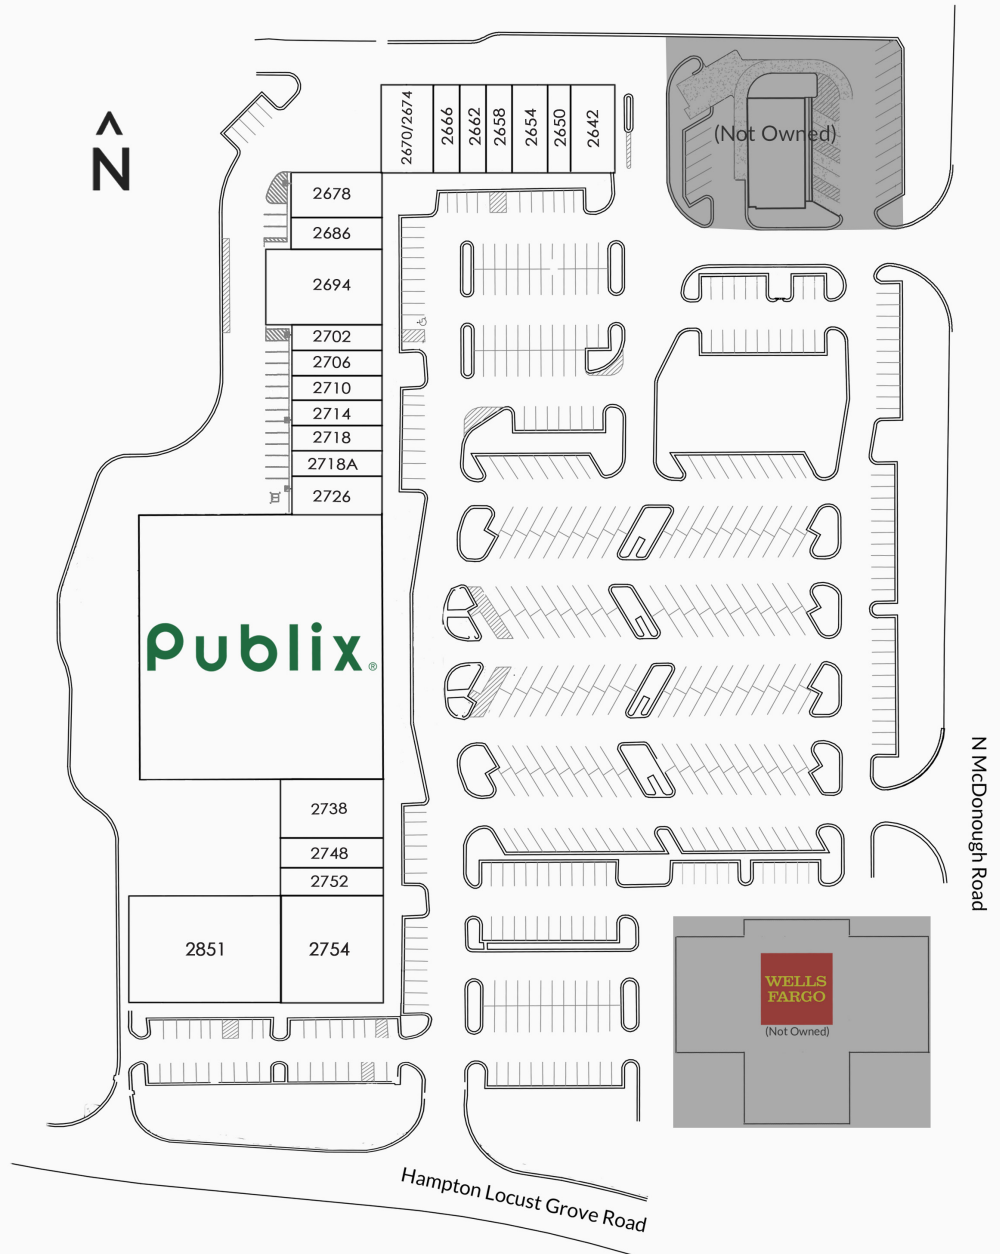 2670/2674
2666
2662
2658
2654
2650
2642
(Not Owned)
N
2678
2686
2694
2702
2706
2710
2714
2718
2718A
2726
Publix®
2738
2748
2752
2851
2754
N McDonough Road
WELLS
FARGO
(Not Owned)
Hampton Locust Grove Road